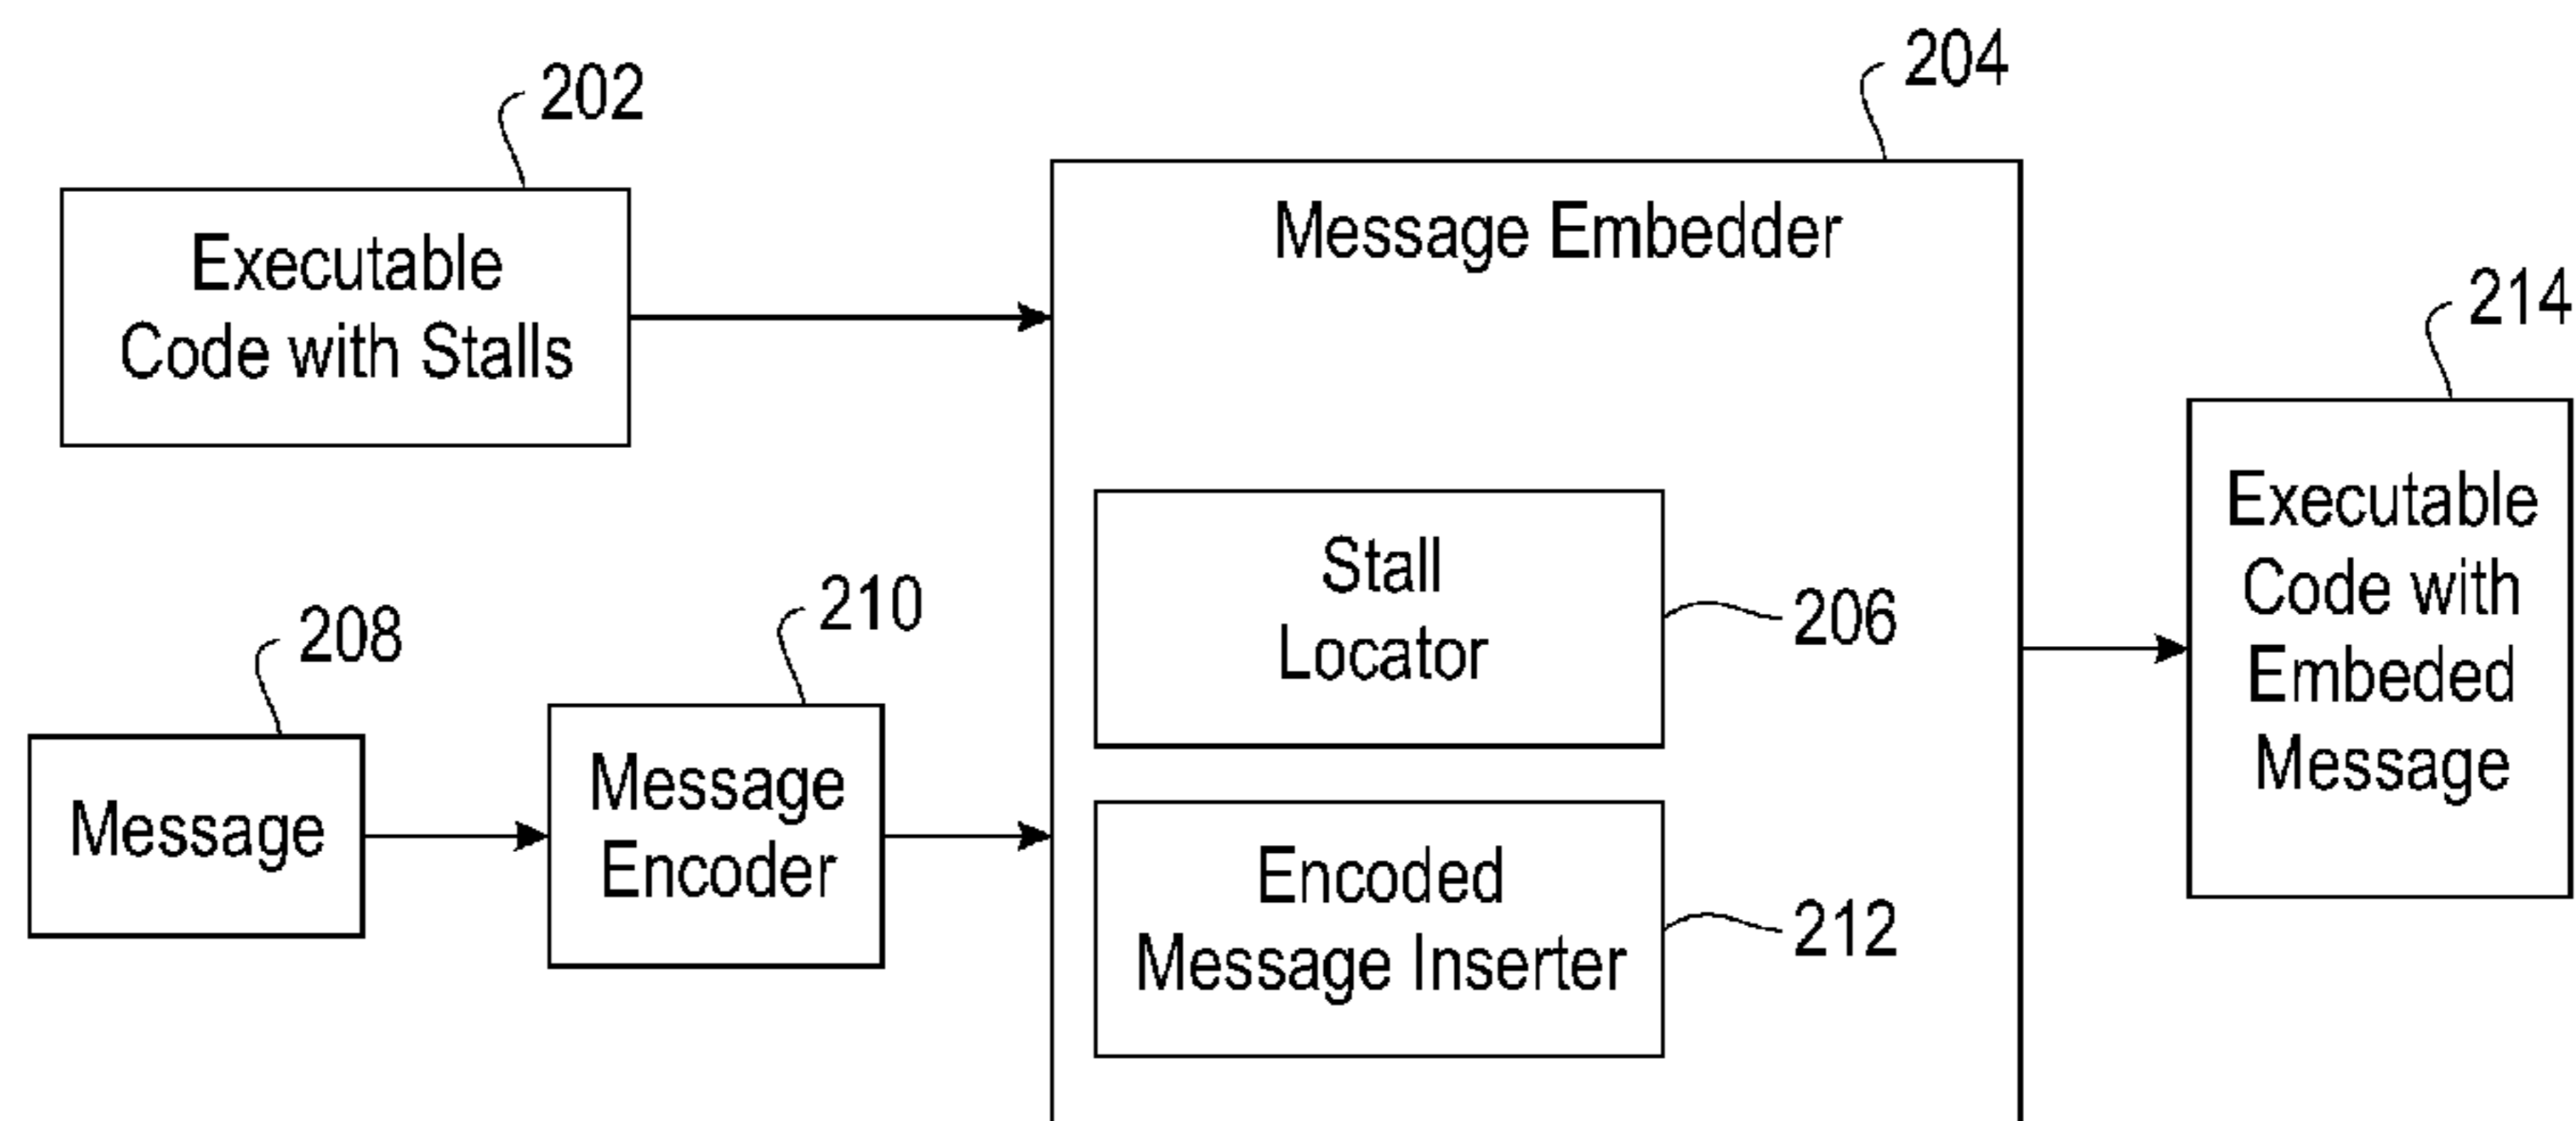 202
Executable
Code with Stalls
208
Message
210
Message
Encoder
204
Message Embedder
Stall
Locator
206
Encoded
Message Inserter
212
214
Executable
Code with
Embeded
Message